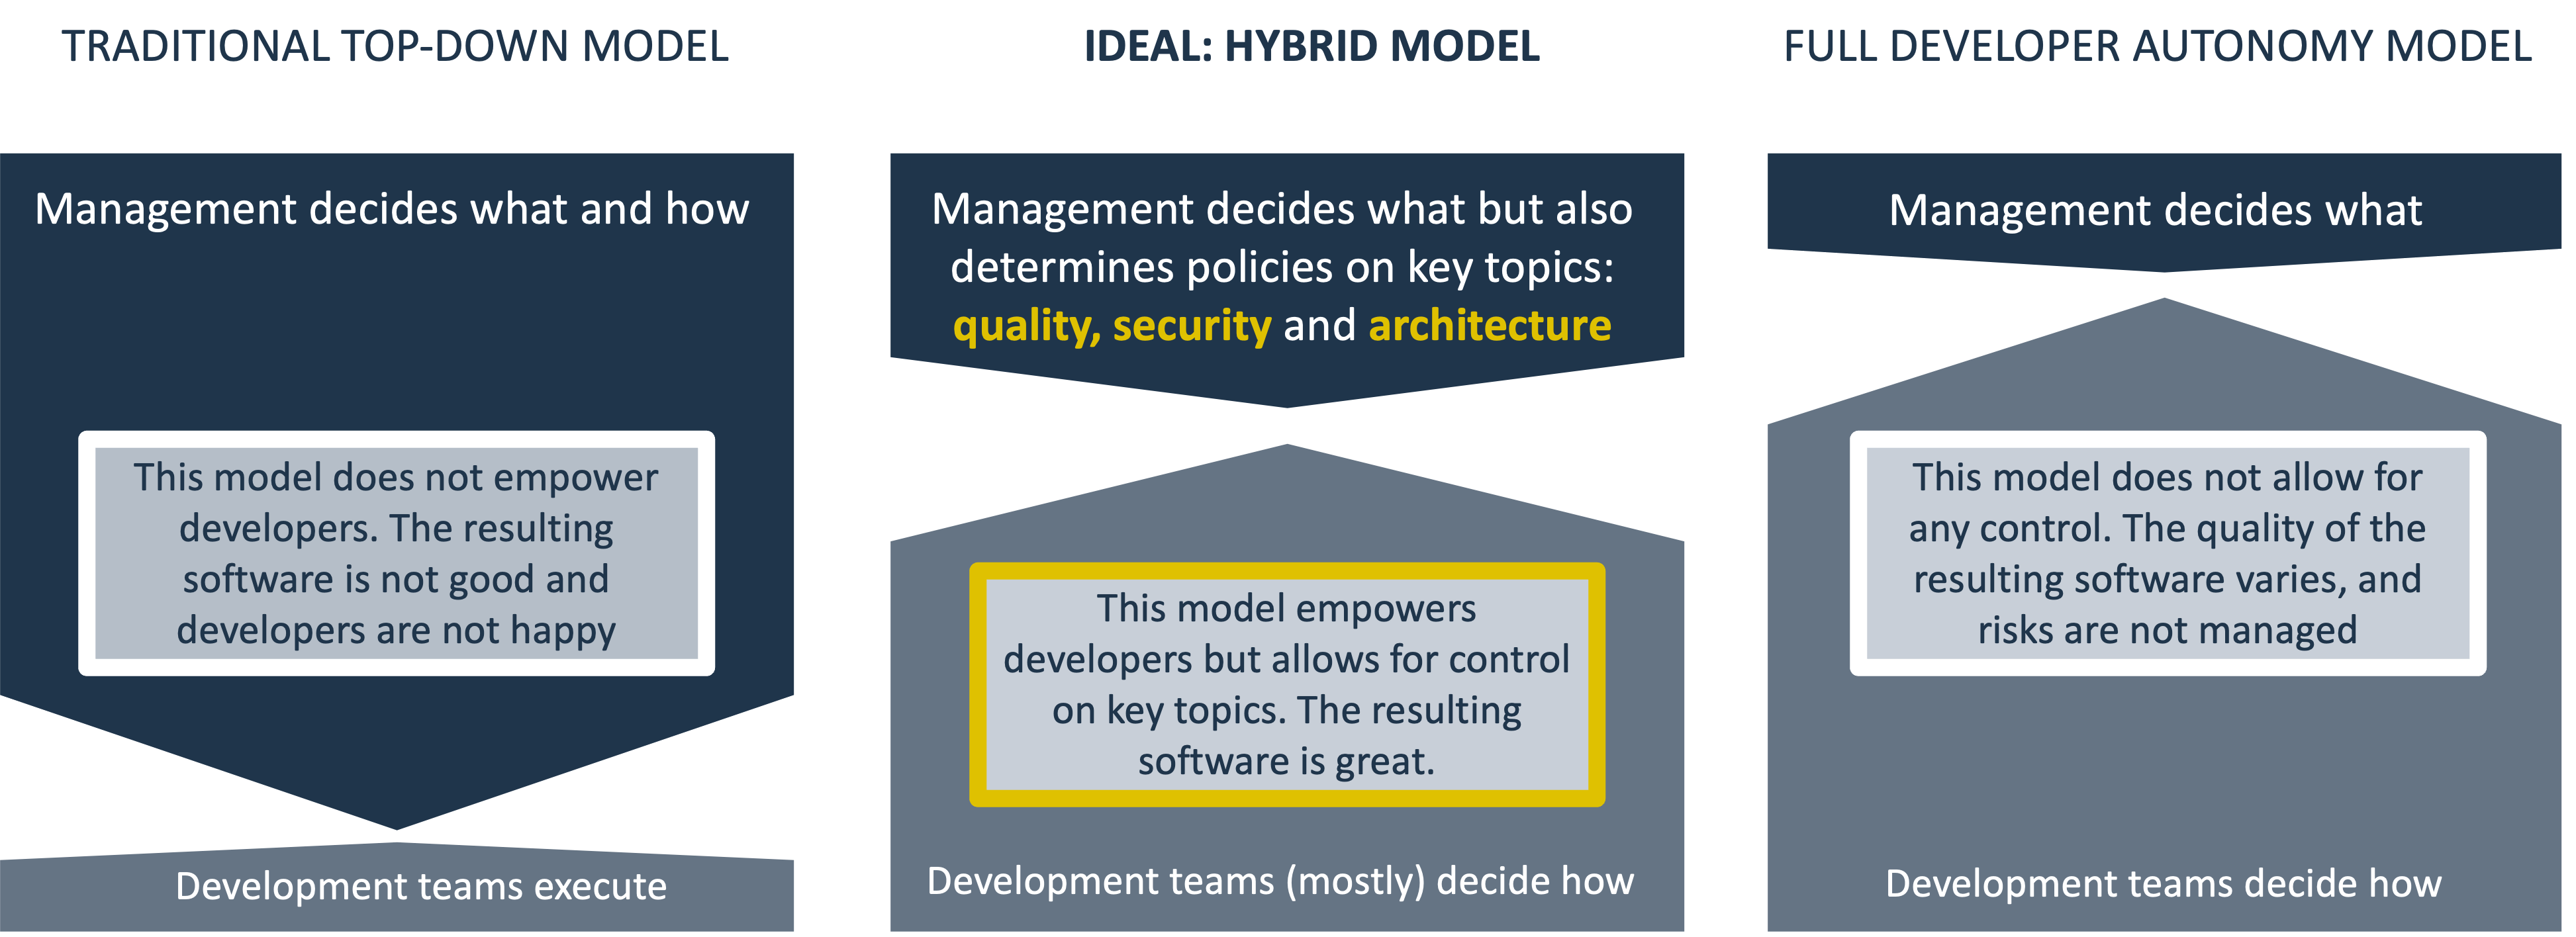 TRADITIONAL TOP-DOWN MODEL
Management decides what and how
This model does not empower
developers. The resulting
software is not good and
developers are not happy
Development teams execute
IDEAL: HYBRID MODEL
Management decides what but also
determines policies on key topics:
quality, security and architecture
This model empowers
developers but allows for control
on key topics. The resulting
software is great.
Development teams (mostly) decide how
FULL DEVELOPER AUTONOMY MODEL
Management decides what
This model does not allow for
any control. The quality of the
resulting software varies, and
risks are not managed
Development teams decide how